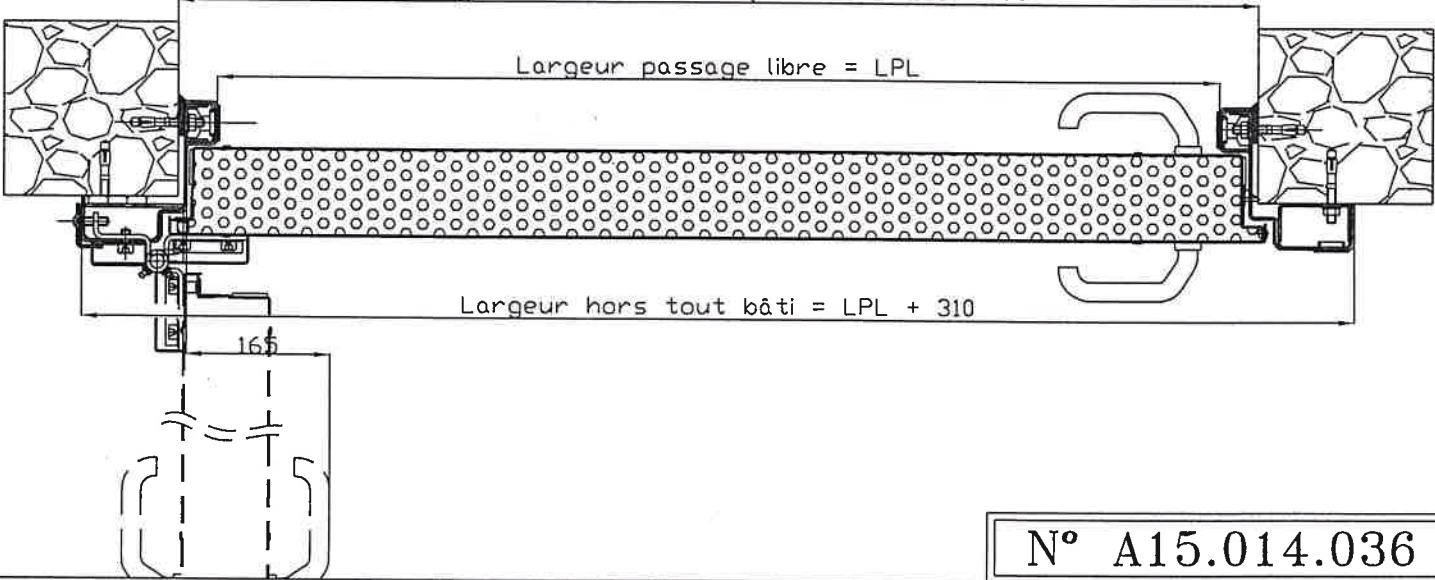 Largeur passage libre = LPL
Largeur hors tout bâti = LPL + 310
165
N° A15.014.036